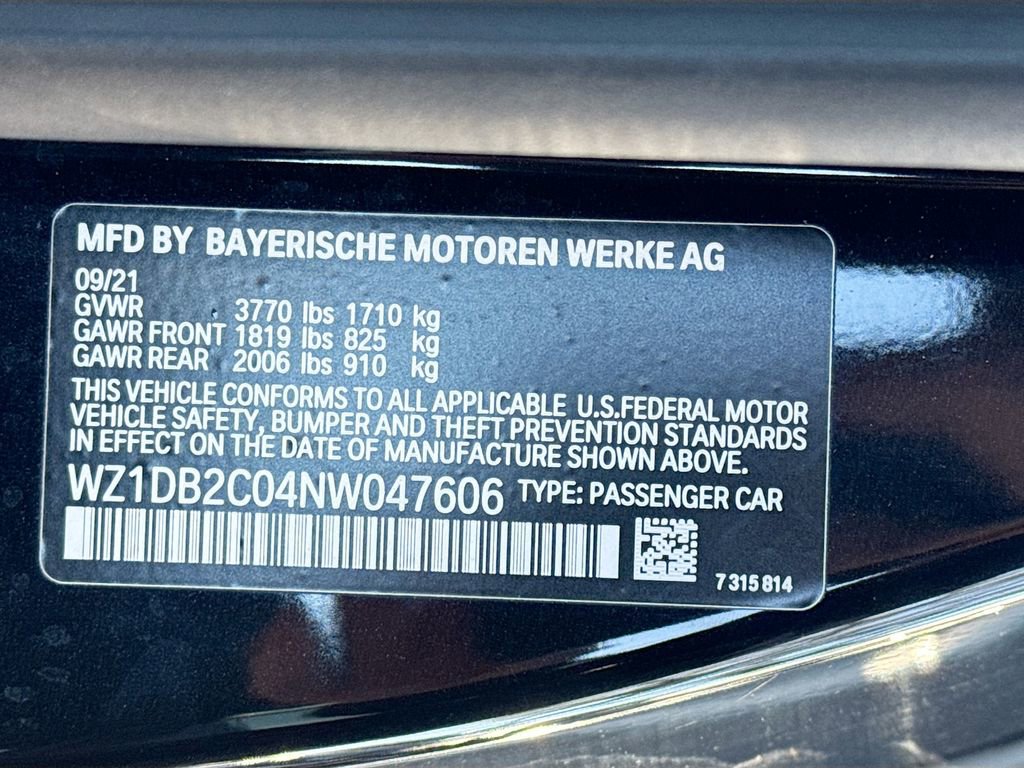 MFD BY BAYERISCHE MOTOREN WERKE AG
09/21
GVWR 3770 lbs 1710 kg
GAWR FRONT 1819 lbs 825 kg
GAWR REAR 2006 lbs 910 kg
THIS VEHICLE CONFORMS TO ALL APPLICABLE U.S.FEDERAL MOTOR
VEHICLE SAFETY, BUMPER AND THEFT PREVENTION STANDARDS
IN EFFECT ON THE DATE OF MANUFACTURE SHOWN ABOVE.
WZ1DB2C04NW047606 TYPE: PASSENGER CAR
7 315 814